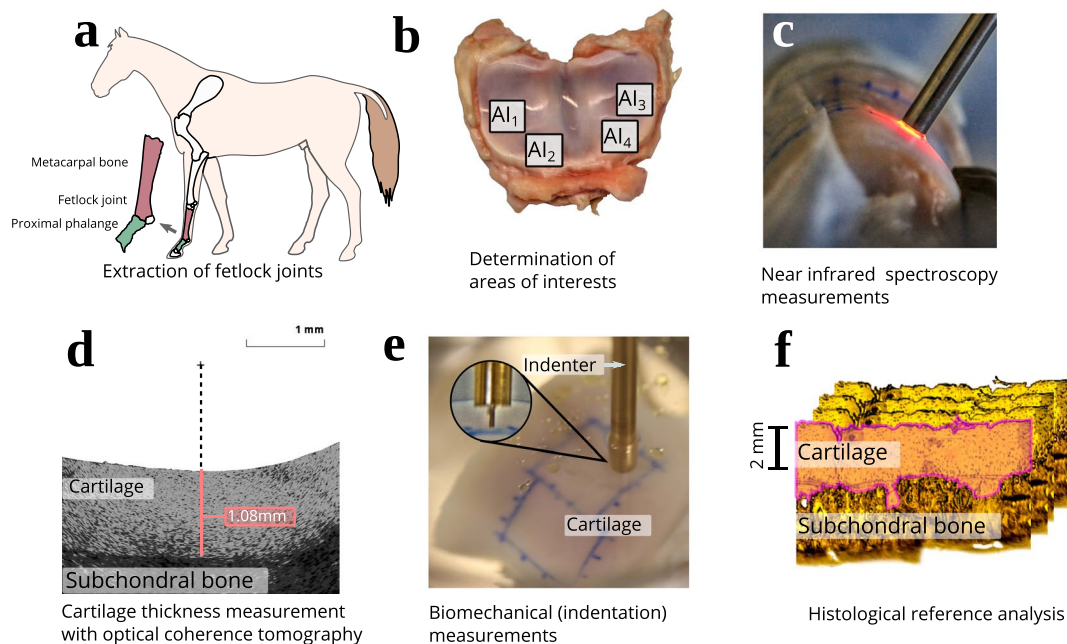 a
Metacarpal bone
Fetlock joint
Proximal phalange
Extraction of fetlock joints
b
AI₁
AI₂
AI₃
AI₄
Determination of
areas of interests
c
Near infrared spectroscopy
measurements
d
1 mm
Cartilage
1.08mm
Subchondral bone
Cartilage thickness measurement
with optical coherence tomography
e
Indenter
Cartilage
Biomechanical (indentation)
measurements
f
2 mm
Cartilage
Subchondral bone
Histological reference analysis